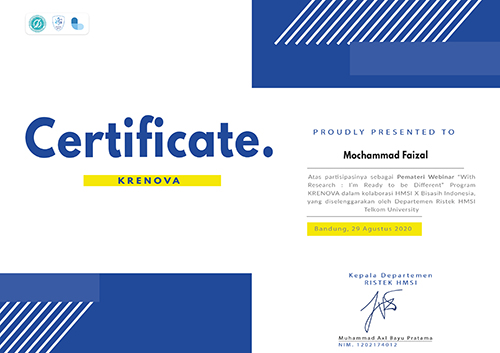 Certificate.
KRENOVA
PROUDLY PRESENTED TO
Mochammad Faizal
Atas partisipasinya sebagai Pemateri Webinar "With
Research : I'm Ready to be Different" Program
KRENOVA dalam kolaborasi HMSI X Bisasih Indonesia,
yang diselenggarakan oleh Departemen Ristek HMSI
Telkom University
Bandung, 29 Agustus 2020
Kepala Departemen
RISTEK HMSI
Muhammad Axl Bayu Pratama
NIM. 1202174012